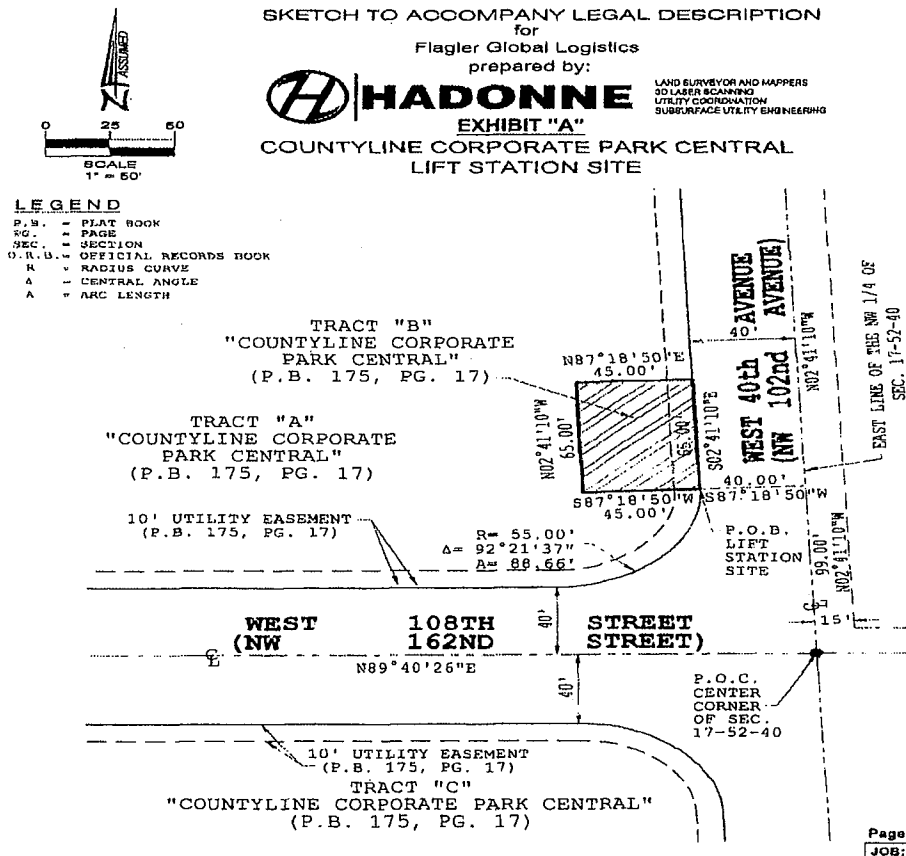 SKETCH TO ACCOMPANY LEGAL DESCRIPTION
for
Flagler Global Logistics
prepared by:
HADONNE
LAND SURVEYOR AND MAPPERS
3D LASER SCANNING
UTILITY COORDINATION
SUBSURFACE UTILITY ENGINEERING
EXHIBIT "A"
COUNTYLINE CORPORATE PARK CENTRAL
LIFT STATION SITE
N
ASSUMED
0 25 50
SCALE
1" = 50'
LEGEND
P.B. = PLAT BOOK
PG. = PAGE
SEC. = SECTION
O.R.B. = OFFICIAL RECORDS BOOK
R = RADIUS CURVE
Δ = CENTRAL ANGLE
A = ARC LENGTH
TRACT "B"
"COUNTYLINE CORPORATE
PARK CENTRAL"
(P.B. 175, PG. 17)
TRACT "A"
"COUNTYLINE CORPORATE
PARK CENTRAL"
(P.B. 175, PG. 17)
N87°18'50"E
45.00'
N02°41'10"W
65.00'
65.00'
S02°41'10"E
S87°18'50"W
45.00'
40'
WEST 40th AVENUE
(NW 102nd AVENUE)
N02°41'10"W
EAST LINE OF THE NW 1/4 OF
SEC. 17-52-40
40.00'
S87°18'50"W
P.O.B.
LIFT
STATION
SITE
99.00'
N02°41'10"W
15'
10' UTILITY EASEMENT
(P.B. 175, PG. 17)
R= 55.00'
Δ= 92°21'37"
A= 88.66'
40'
WEST 108TH STREET
(NW 162ND STREET)
N89°40'26"E
40'
P.O.C.
CENTER
CORNER
OF SEC.
17-52-40
10' UTILITY EASEMENT
(P.B. 175, PG. 17)
TRACT "C"
"COUNTYLINE CORPORATE PARK CENTRAL"
(P.B. 175, PG. 17)
Page
JOB: